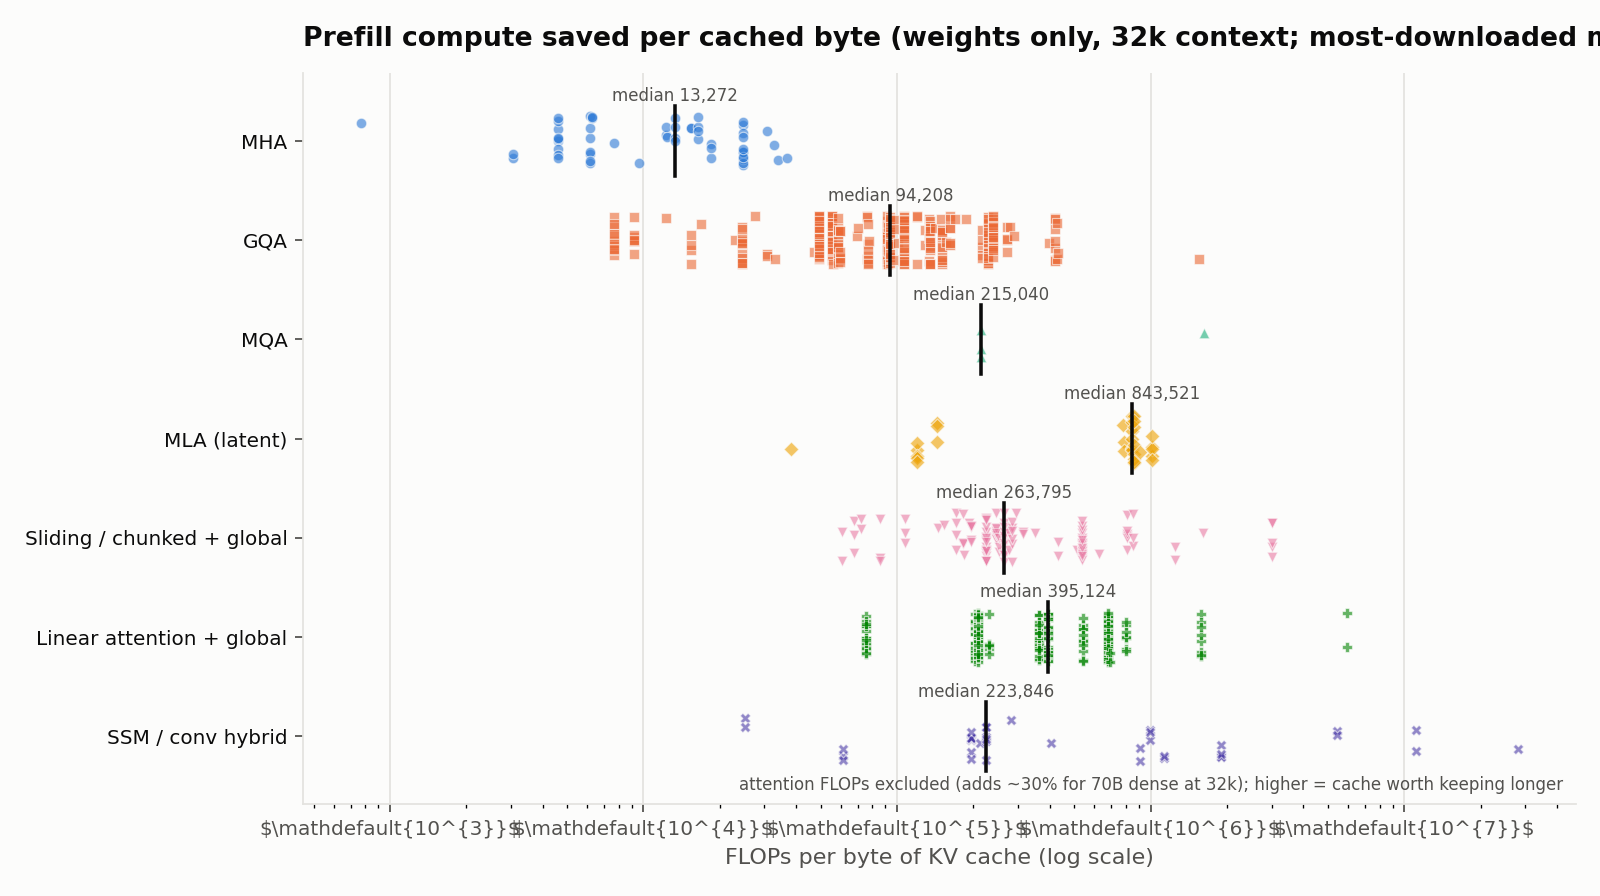 Prefill compute saved per cached byte (weights only, 32k context; most-downloaded
median 13,272
MHA
median 94,208
GQA
median 215,040
MQA
median 843,521
MLA (latent)
median 263,795
Sliding / chunked + global
median 395,124
Linear attention + global
median 223,846
SSM / conv hybrid
attention FLOPs excluded (adds ~30% for 70B dense at 32k); higher = cache worth keeping longer
$\mathdefault{10^{3}}$ $\mathdefault{10^{4}}$ $\mathdefault{10^{5}}$ $\mathdefault{10^{6}}$ $\mathdefault{10^{7}}$
FLOPs per byte of KV cache (log scale)